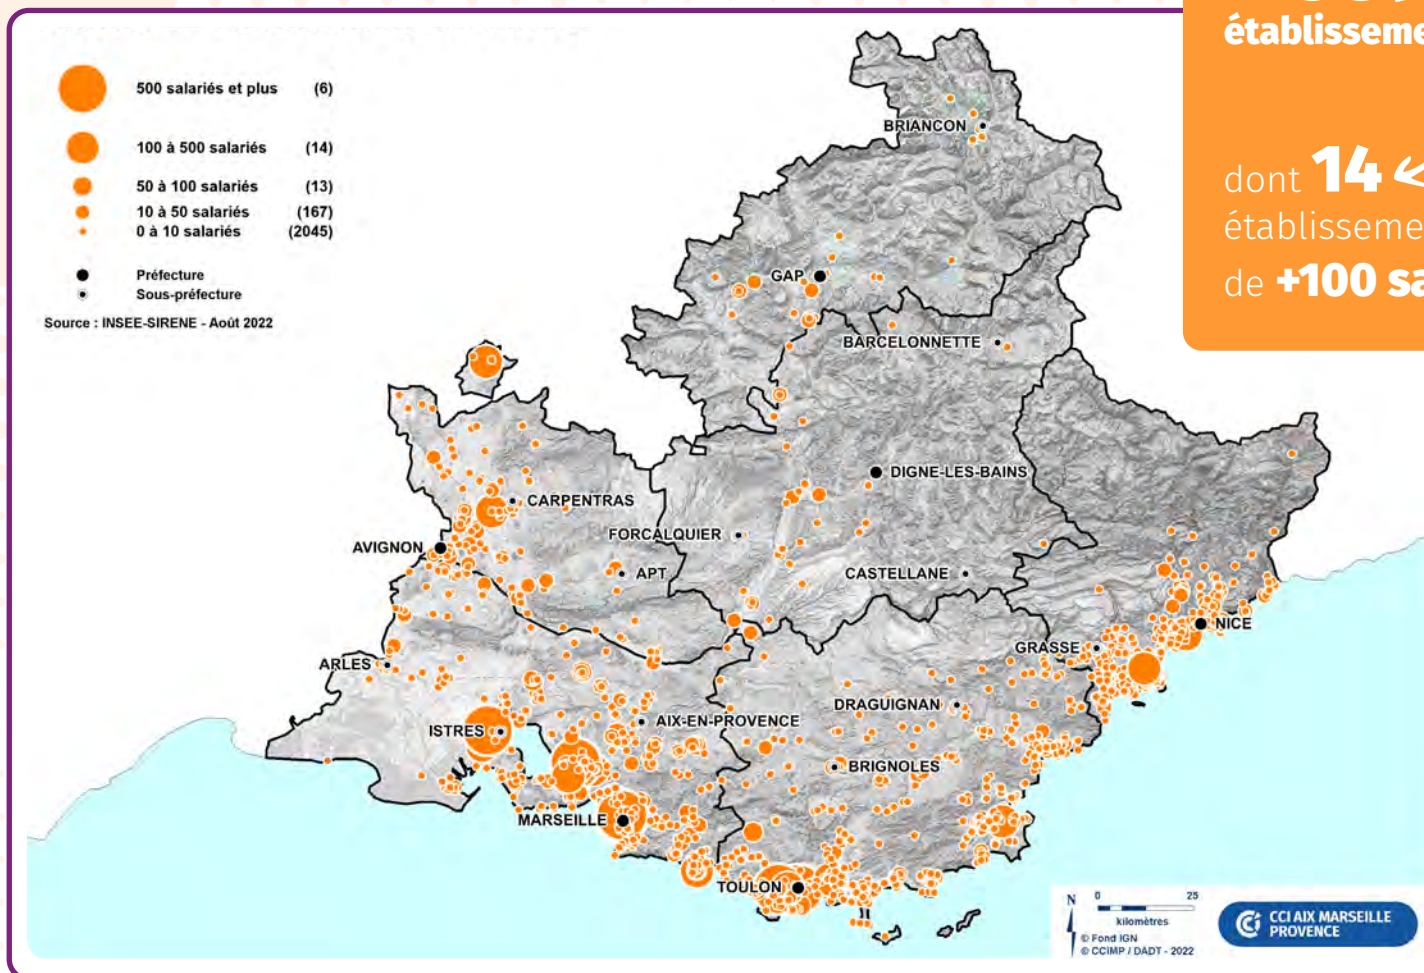 500 salariés et plus (6)
100 à 500 salariés (14)
50 à 100 salariés (13)
10 à 50 salariés (167)
0 à 10 salariés (2045)
Préfecture
Sous-préfecture
Source : INSEE-SIRENE - Août 2022
établisseme
dont 14
établisseme
de +100 sa
BRIANCON
GAP
BARCELONNETTE
DIGNE-LES-BAINS
CARPENTRAS
FORCALQUIER
AVIGNON
APT
CASTELLANE
NICE
GRASSE
ARLES
DRAGUIGNAN
AIX-EN-PROVENCE
ISTRES
BRIGNOLES
MARSEILLE
TOULON
N
0 25
kilomètres
© Fond IGN
© CCIMP / DADT - 2022
CCI AIX MARSEILLE
PROVENCE